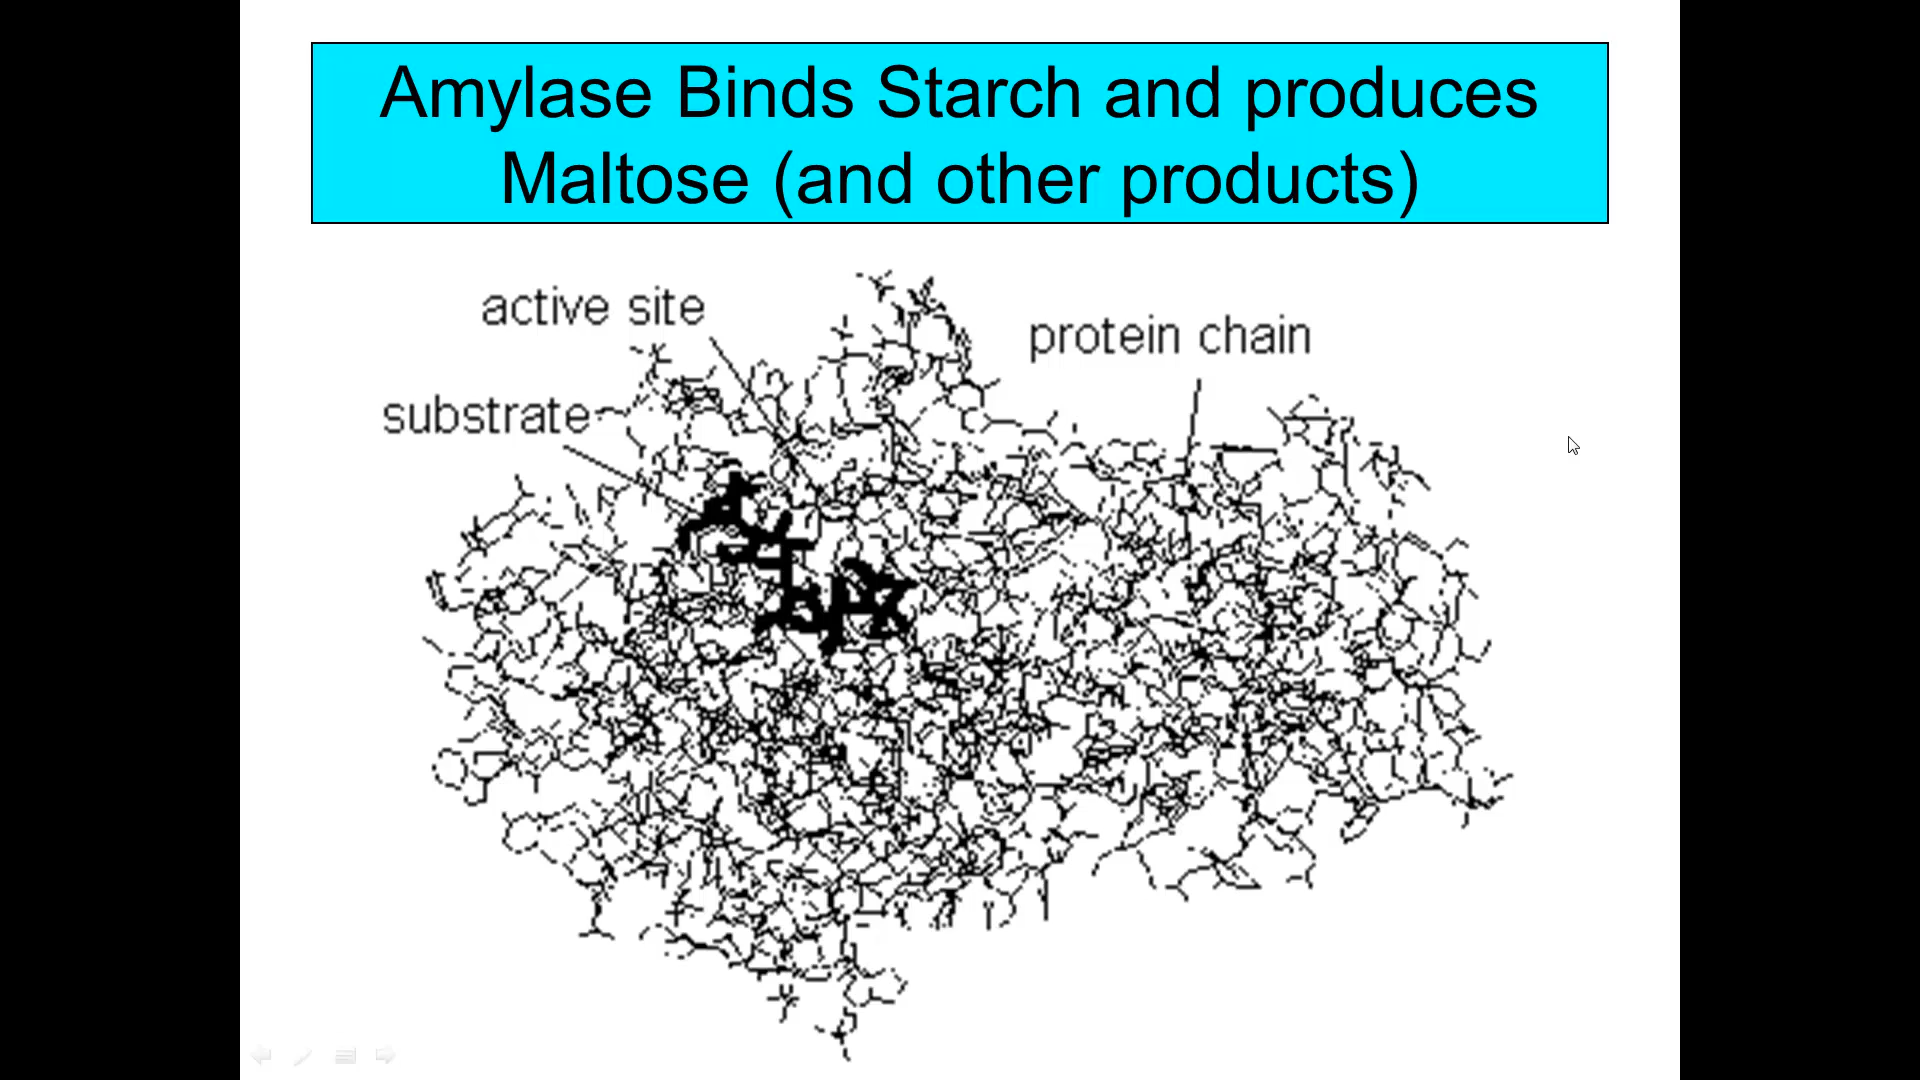 Amylase Binds Starch and produces
Maltose (and other products)
active site
protein chain
substrate